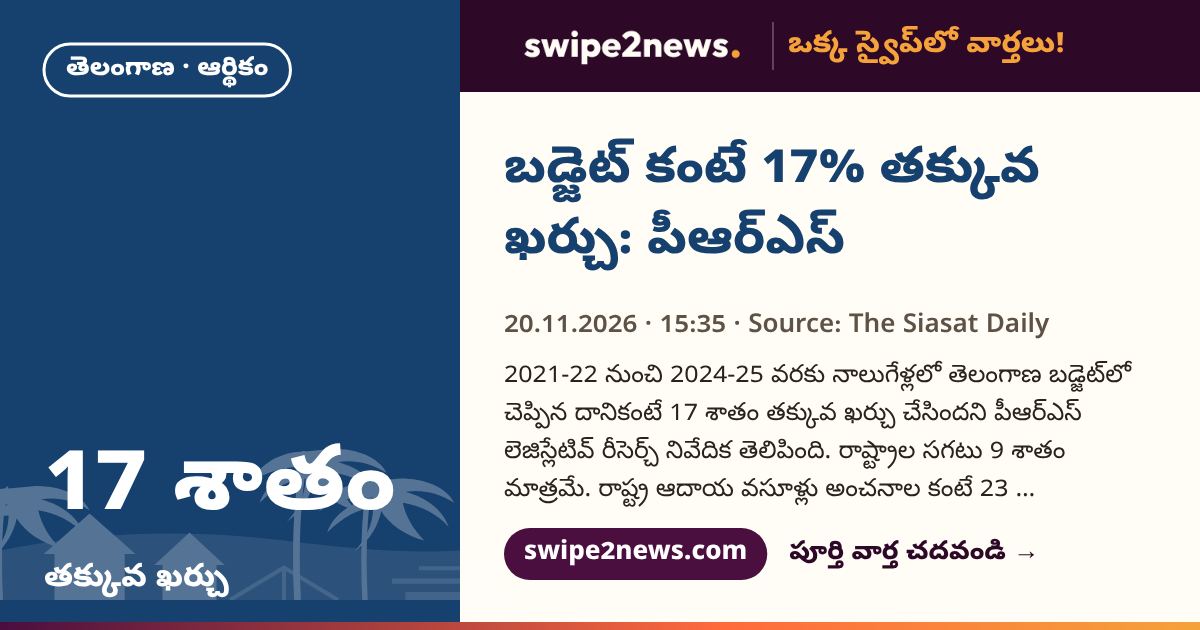 తెలంగాణ · ఆర్థికం
17 శాతం
తక్కువ ఖర్చు
swipe2news.
ఒక్క స్వైప్‌లో వార్తలు!
బడ్జెట్ కంటే 17% తక్కువ
ఖర్చు: పీఆర్ఎస్
20.11.2026 · 15:35 · Source: The Siasat Daily
2021-22 నుంచి 2024-25 వరకు నాలుగేళ్లలో తెలంగాణ బడ్జెట్‌లో
చెప్పిన దానికంటే 17 శాతం తక్కువ ఖర్చు చేసిందని పీఆర్ఎస్
లెజిస్లేటివ్ రీసెర్చ్ నివేదిక తెలిపింది. రాష్ట్రాల సగటు 9 శాతం
మాత్రమే. రాష్ట్ర ఆదాయ వసూళ్లు అంచనాల కంటే 23 ...
swipe2news.com
పూర్తి వార్త చదవండి →